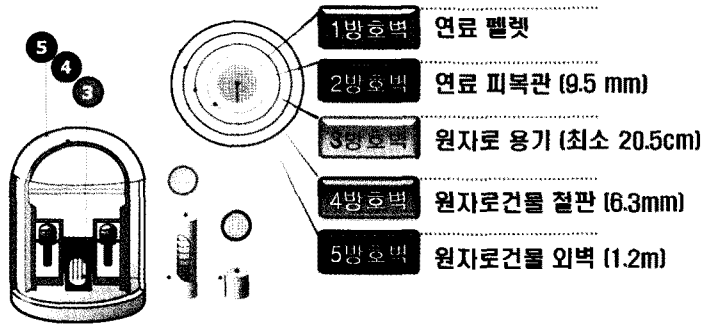 5
4
3
1방호벽 연료 펠렛
2방호벽 연료 피복관 (9.5 mm)
3방호벽 원자로 용기 (최소 20.5cm)
4방호벽 원자로건물 철판 (6.3mm)
5방호벽 원자로건물 외벽 (1.2m)